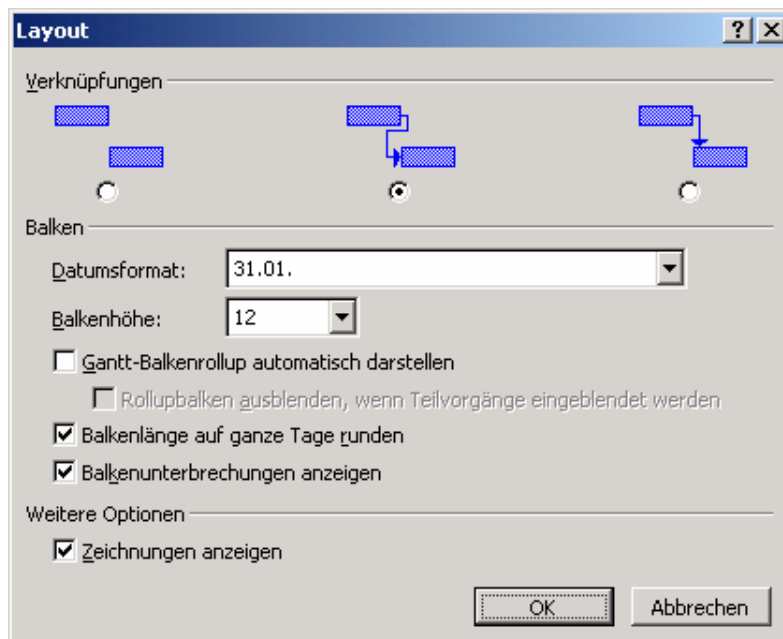 Layout
Verknüpfungen
Balken
Datumsformat: 31.01.
Balkenhöhe: 12
Gantt-Balkenrollup automatisch darstellen
Rollupbalken ausblenden, wenn Teilvorgänge eingeblendet werden
Balkenlänge auf ganze Tage runden
Balkenunterbrechungen anzeigen
Weitere Optionen
Zeichnungen anzeigen
OK Abbrechen